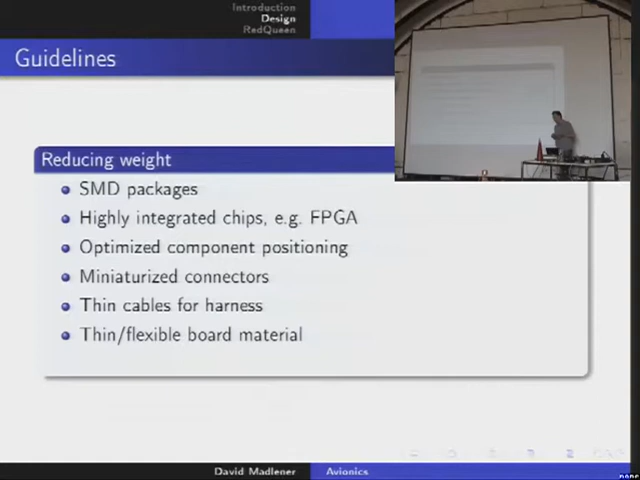 Introduction
Design
RedQueen
Guidelines
Reducing weight
SMD packages
Highly integrated chips, e.g. FPGA
Optimized component positioning
Miniaturized connectors
Thin cables for harness
Thin/flexible board material
David Madlener
Avionics